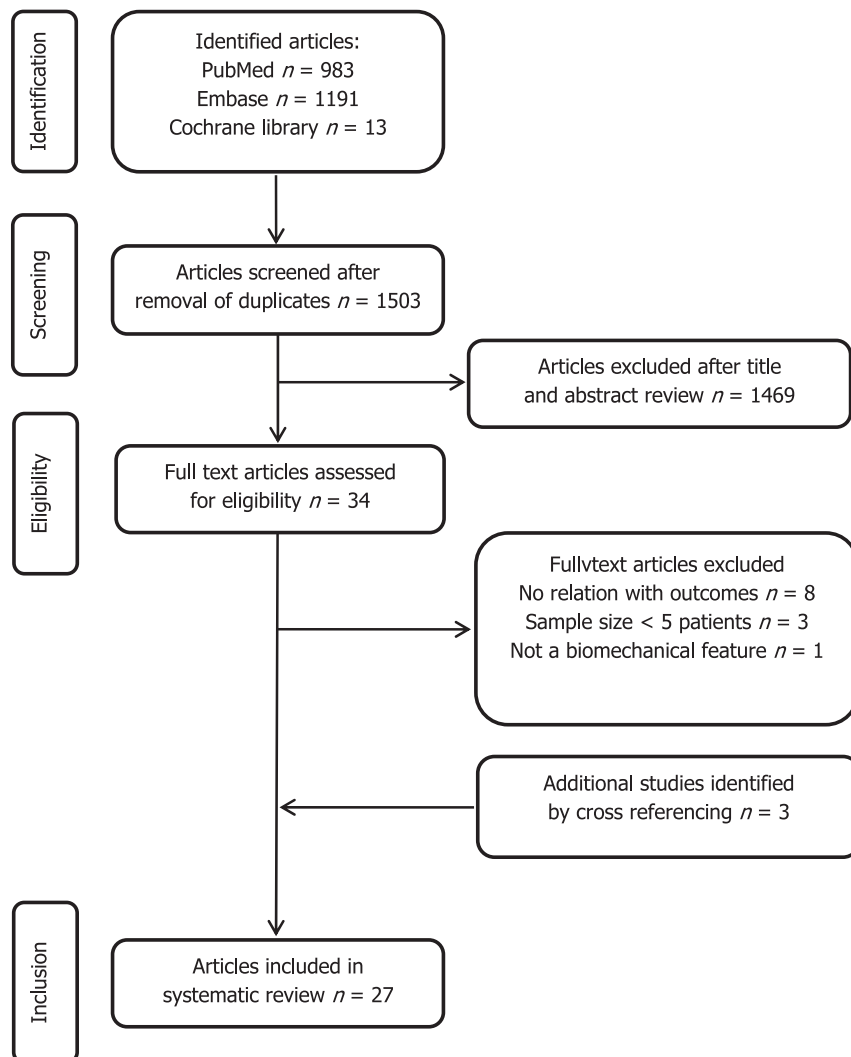 Identification
Identified articles:
PubMed n = 983
Embase n = 1191
Cochrane library n = 13
Screening
Articles screened after
removal of duplicates n = 1503
Articles excluded after title
and abstract review n = 1469
Eligibility
Full text articles assessed
for eligibility n = 34
Fullvtext articles excluded
No relation with outcomes n = 8
Sample size < 5 patients n = 3
Not a biomechanical feature n = 1
Additional studies identified
by cross referencing n = 3
Inclusion
Articles included in
systematic review n = 27